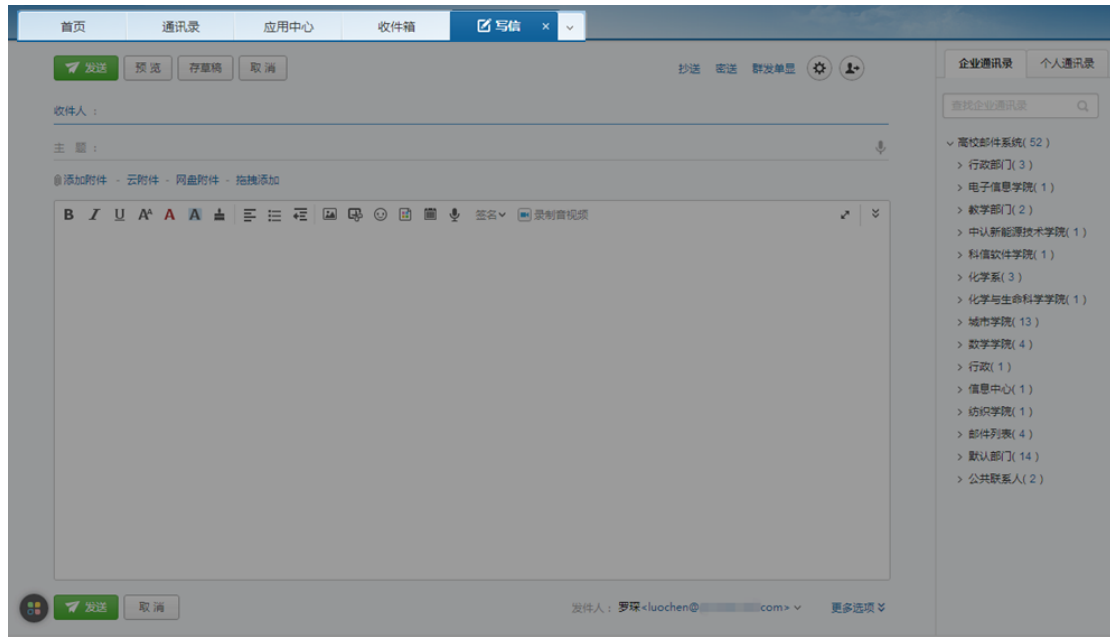 首页 通讯录 应用中心 收件箱 写信 ×
发送 预览 存草稿 取消 抄送 密送 群发单显
收件人：
主 题：
添加附件 - 云附件 - 网盘附件 - 拖拽添加
B I U A A A 签名 录制音视频
发送 取消 发件人：罗琛<luochen@ com> 更多选项
企业通讯录 个人通讯录
查找企业通讯录
高校邮件系统( 52 )
行政部门( 3 )
电子信息学院( 1 )
教学部门( 2 )
中认新能源技术学院( 1 )
科信软件学院( 1 )
化学系( 3 )
化学与生命科学学院( 1 )
城市学院( 13 )
数学学院( 4 )
行政( 1 )
信息中心( 1 )
纺织学院( 1 )
邮件列表( 4 )
默认部门( 14 )
公共联系人( 2 )